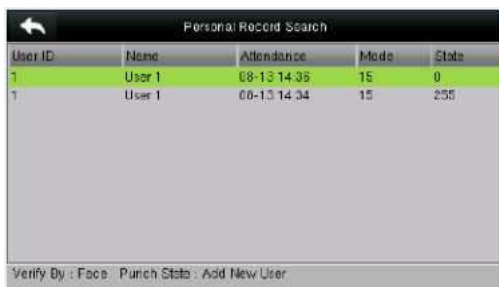 Personal Record Search
User ID Name Attendance Mode State
1 User 1 08-13 14:36 15 0
1 User 1 08-13 14:34 15 255
Verify By : Face Punch State : Add New User